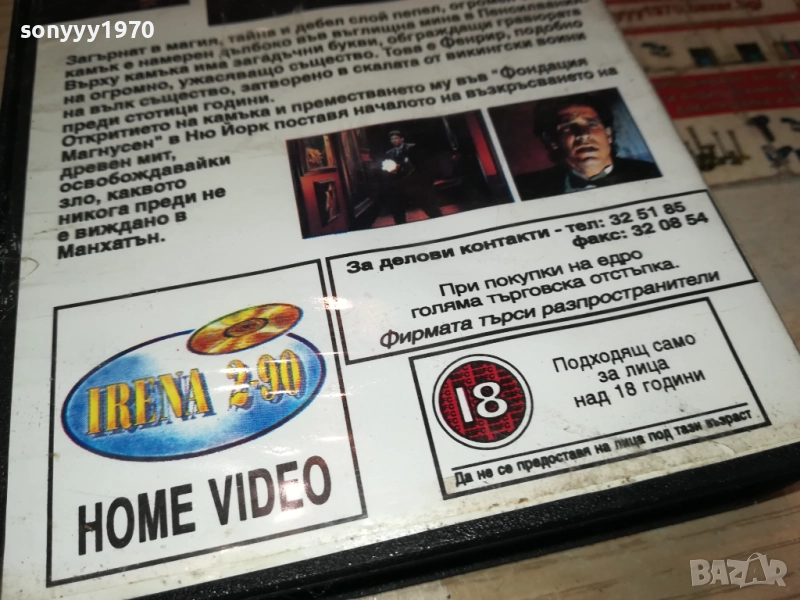 sonyyy1970
Загърнат в магия, тайна и дебел слой пепел, огромен
камък е намерен дълбоко във въглищна мина в Пенсилвания.
Върху камъка има загадъчни букви, обграждащи гравюрата
на огромно, ужасяващо същество. Това е Фенрир, подобно
на вълк същество, затворено в скалата от викингски воини
преди стотици години.
Откритието на камъка и преместването му във "Фондация
Магнусен" в Ню Йорк поставя началото на възкръсването на
древен мит,
освобождавайки
зло, каквото
никога преди не
е виждано в
Манхатън.
За делови контакти - тел: 32 51 85
факс: 32 08 54
При покупки на едро
голяма търговска отстъпка.
Фирмата търси разпространители
IRENA 2-90
HOME VIDEO
18
Подходящ само
за лица
над 18 години
Да не се предоставя на лица под тази възраст
BAZAR